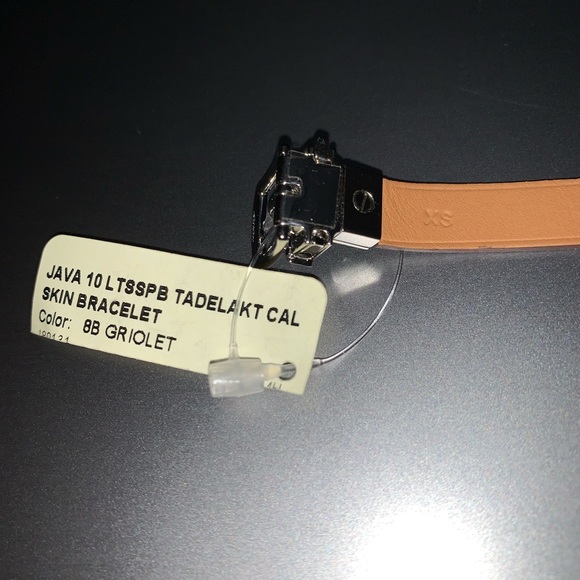 JAVA 10 LTSSPB TADELAKT CAL
SKIN BRACELET
Color: 8B GRIOLET
XS